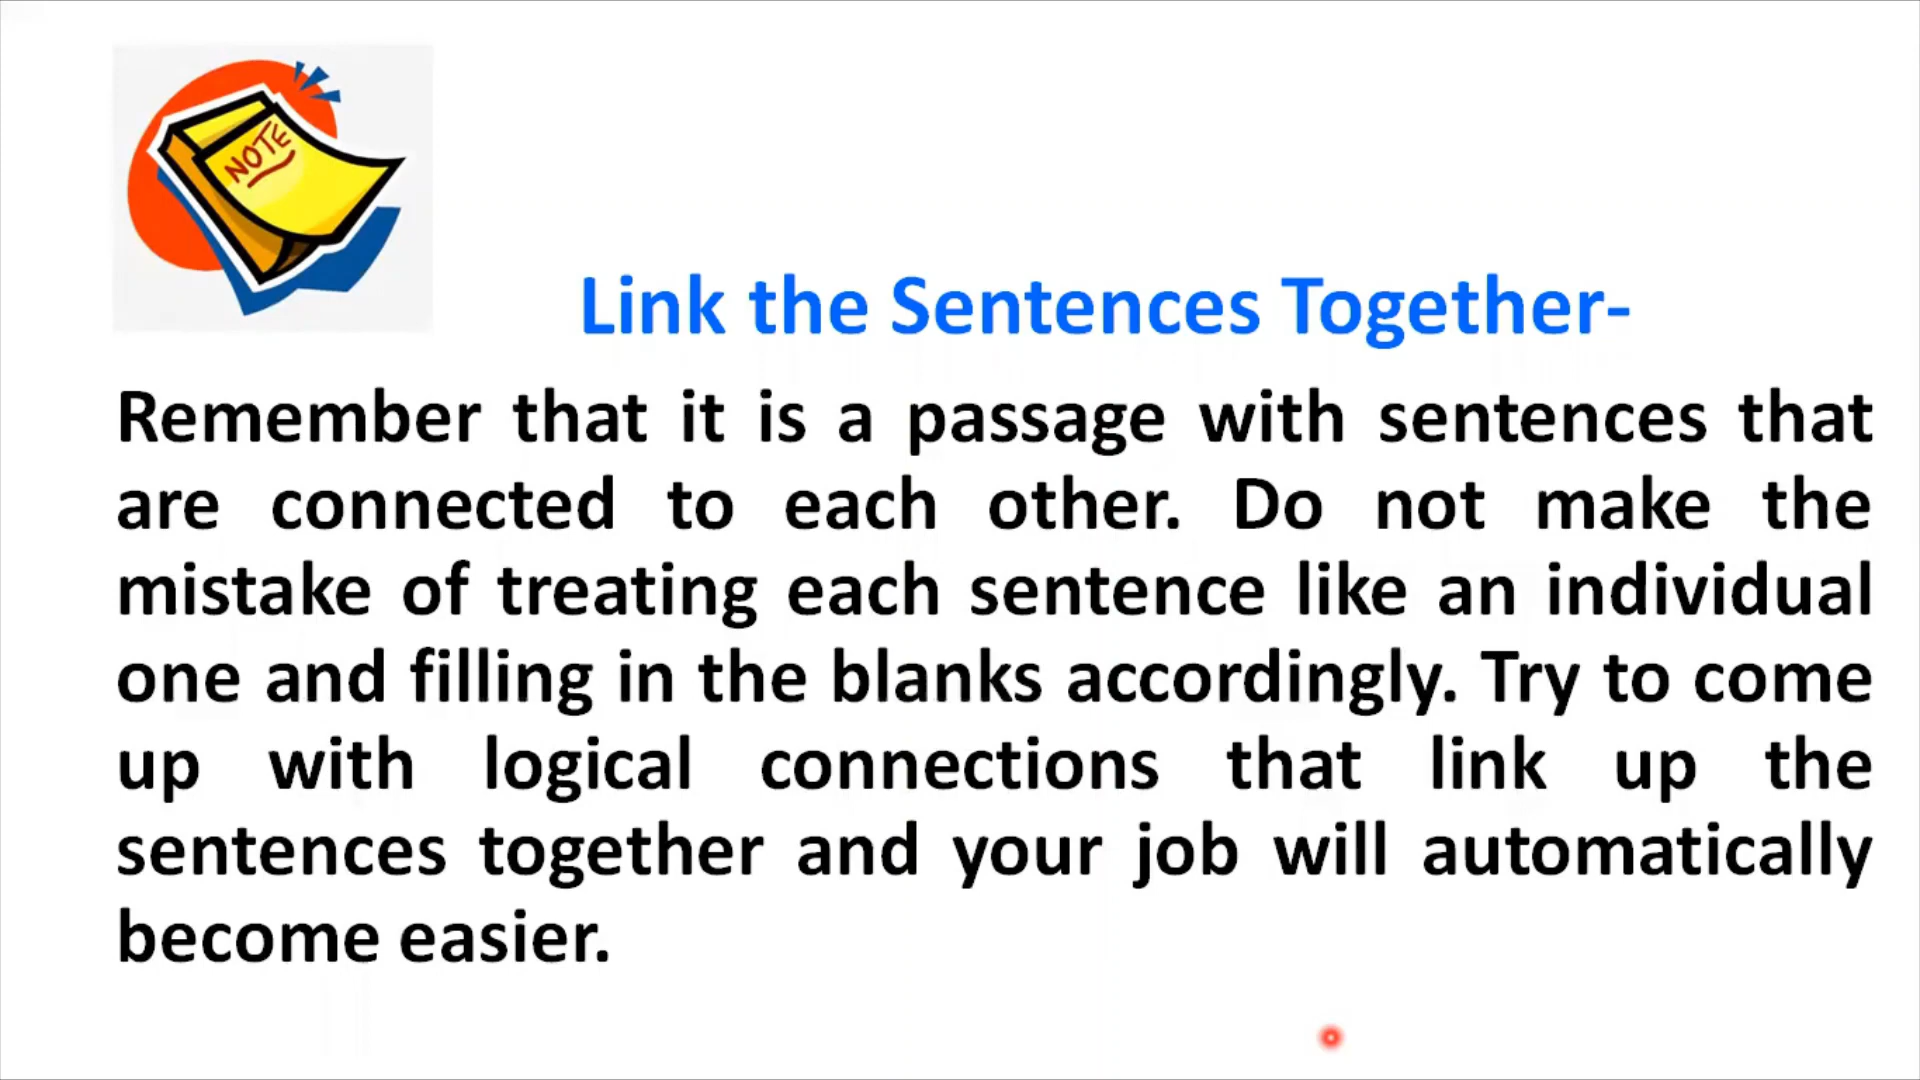 NOTE
Link the Sentences Together-
Remember that it is a passage with sentences that
are connected to each other. Do not make the
mistake of treating each sentence like an individual
one and filling in the blanks accordingly. Try to come
up with logical connections that link up the
sentences together and your job will automatically
become easier.